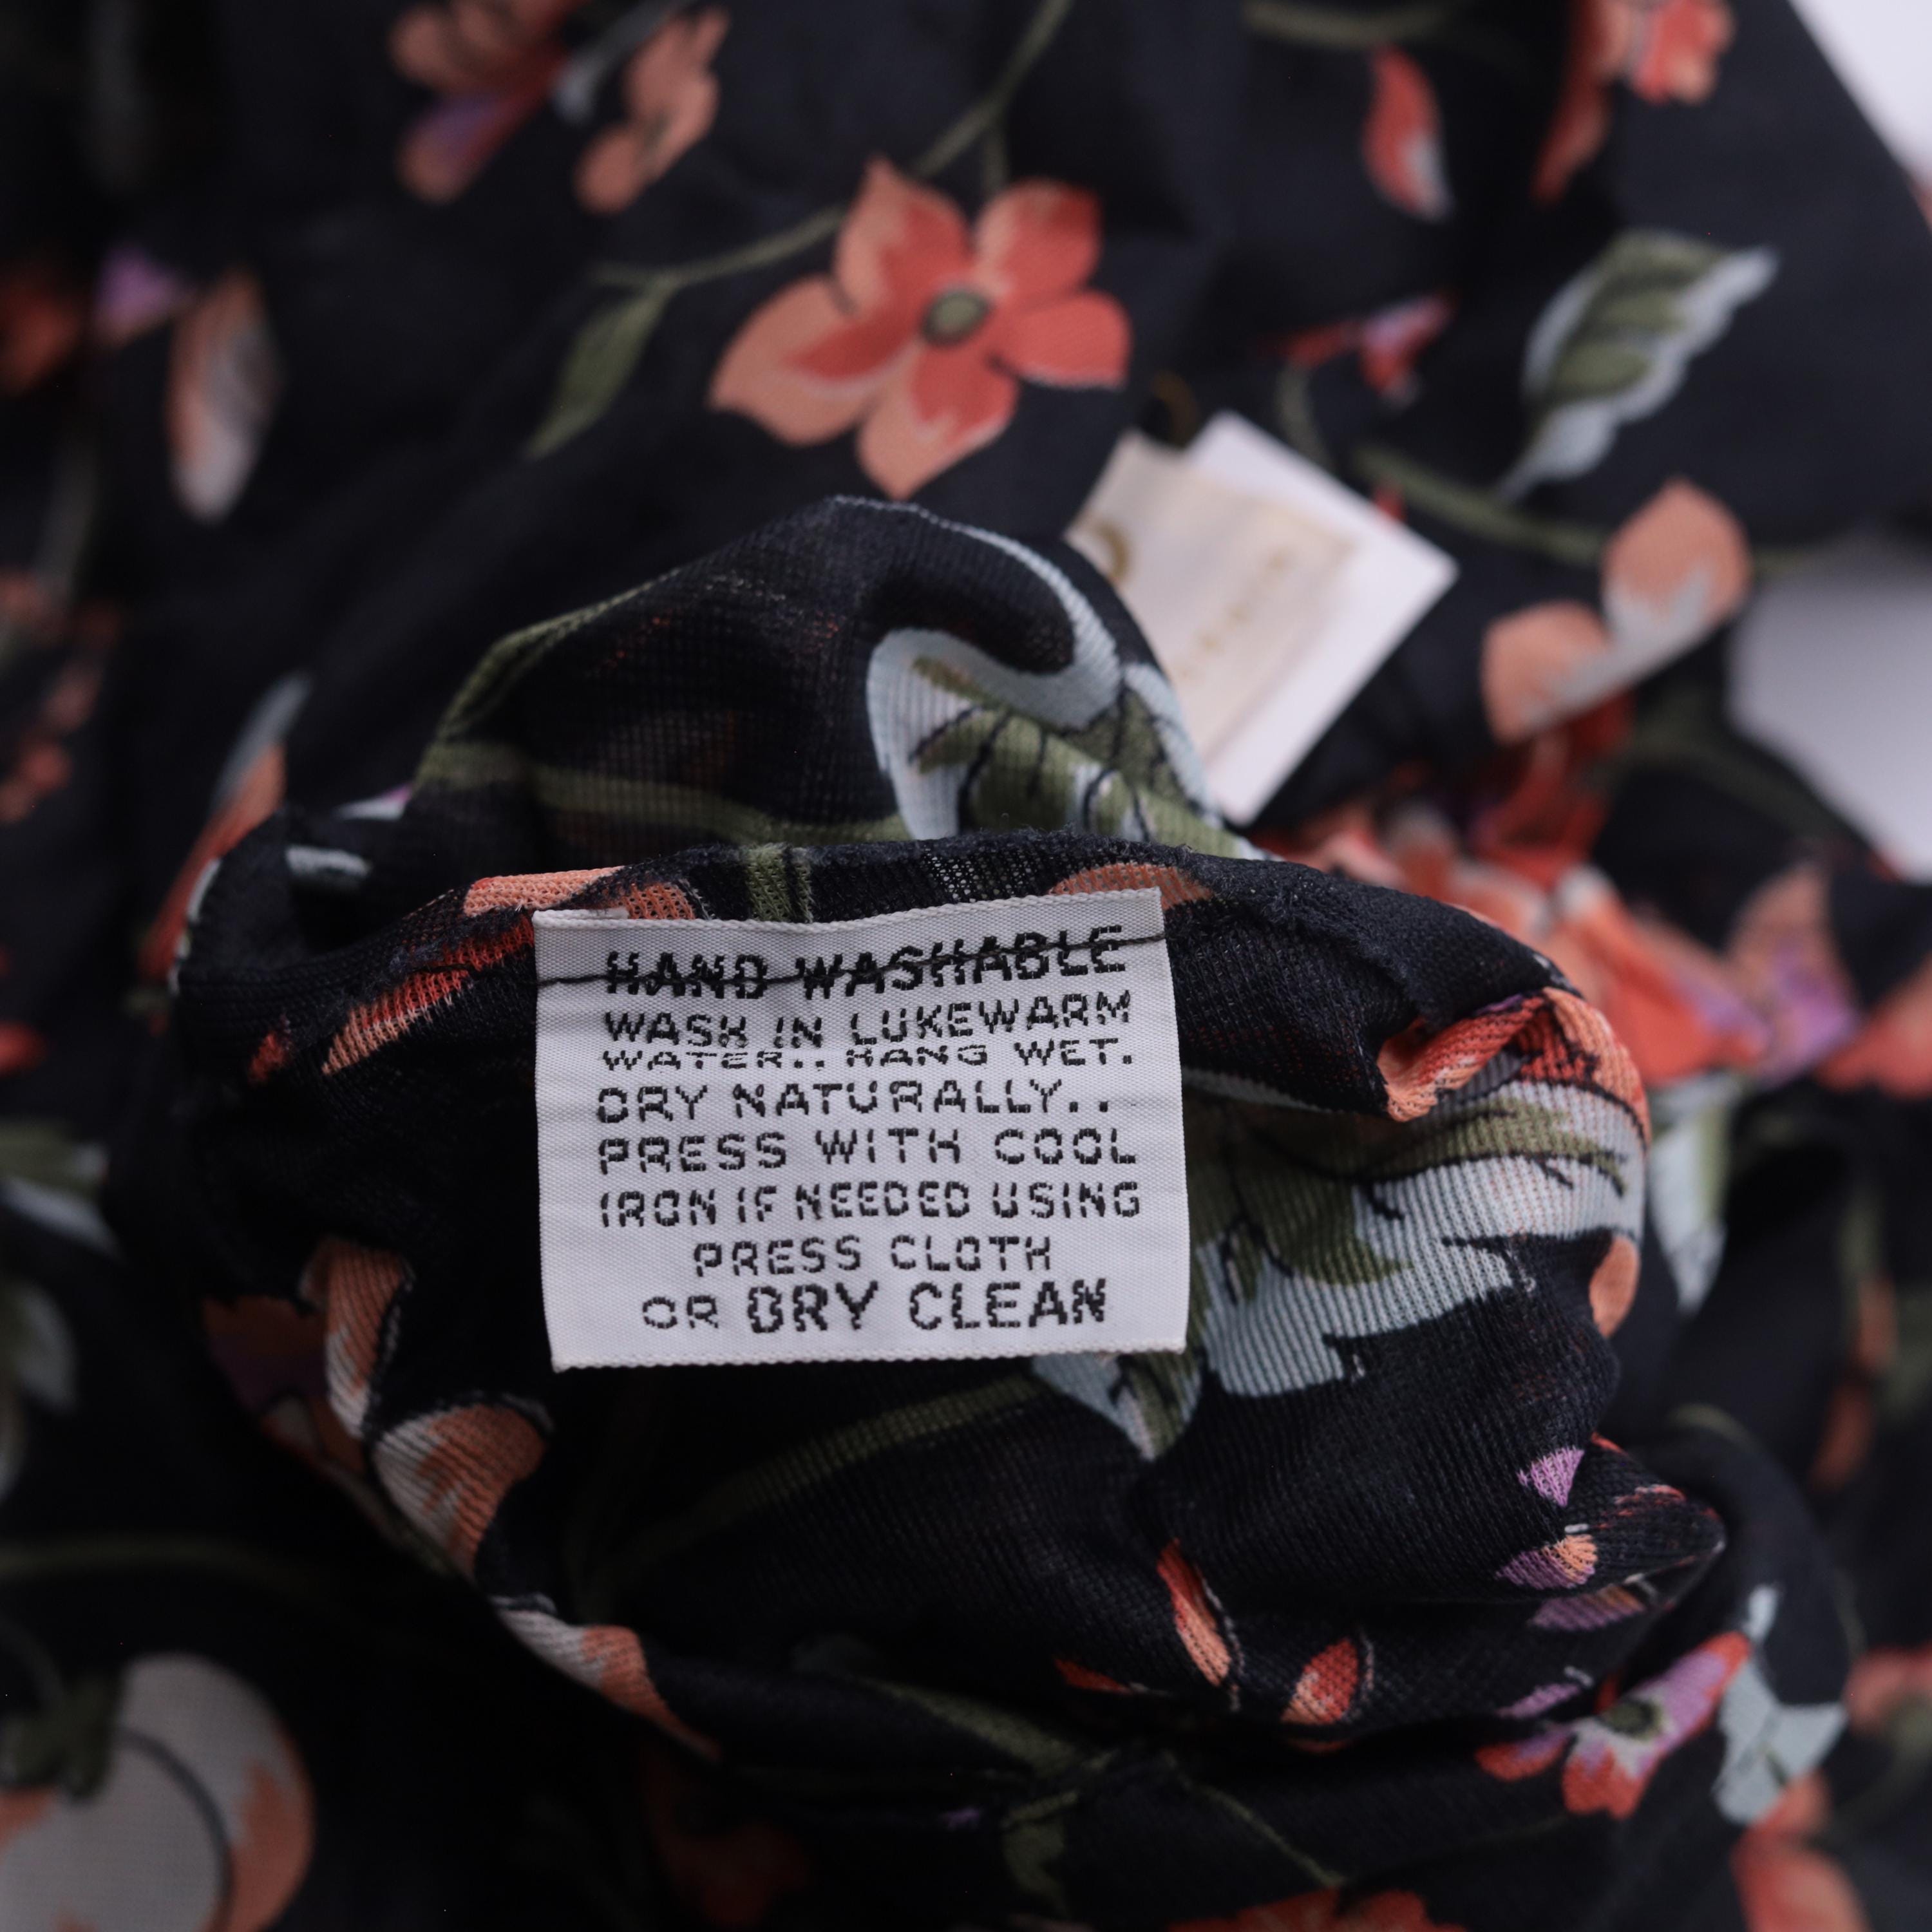 HAND WASHABLE
WASH IN LUKEWARM
WATER.. HANG WET.
DRY NATURALLY..
PRESS WITH COOL
IRON IF NEEDED USING
PRESS CLOTH
OR DRY CLEAN